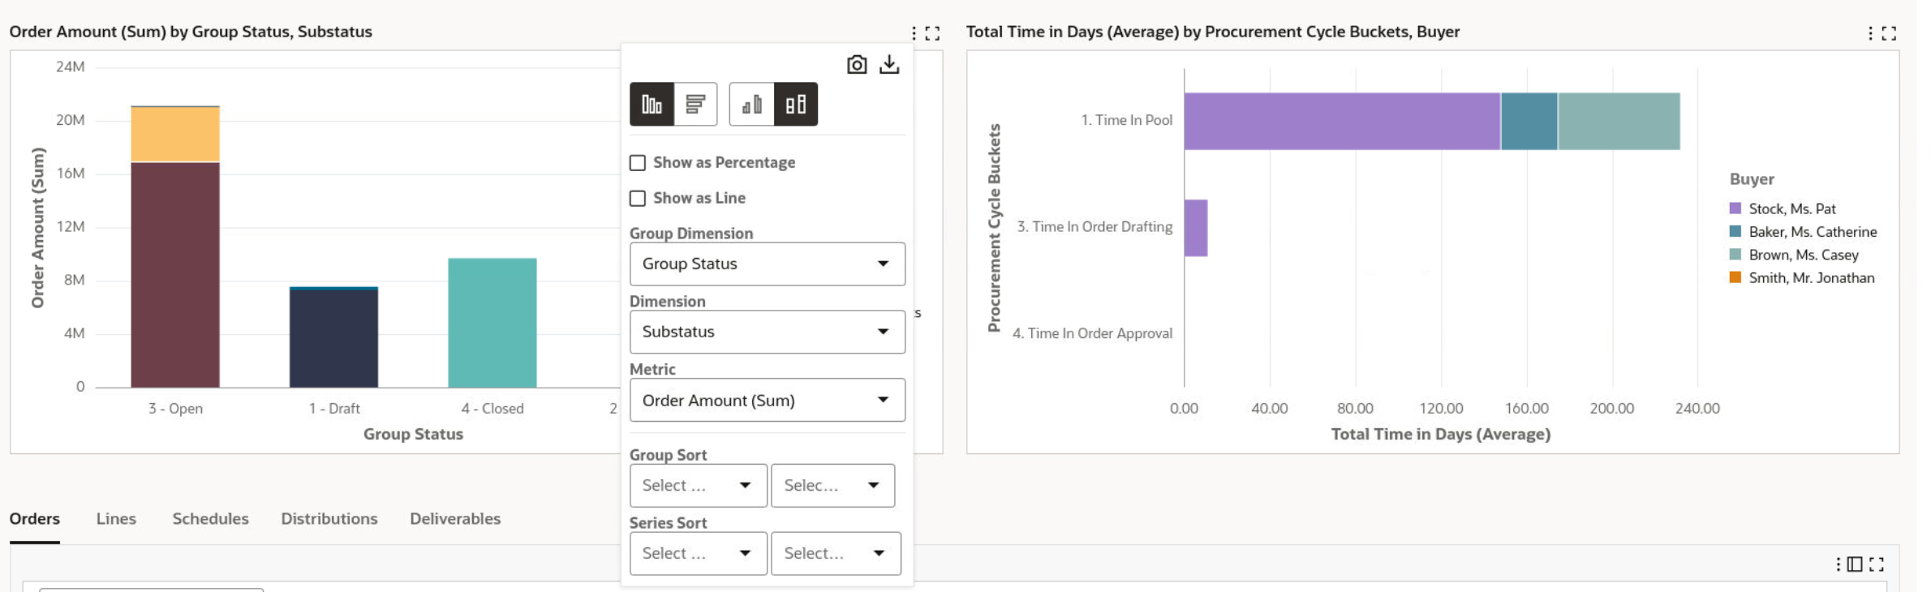 Order Amount (Sum) by Group Status, Substatus
24M
20M
16M
12M
8M
4M
0
Order Amount (Sum)
3 - Open
1 - Draft
4 - Closed
2
Group Status
Show as Percentage
Show as Line
Group Dimension
Group Status
Dimension
Substatus
Metric
Order Amount (Sum)
Group Sort
Select ...
Selec...
Series Sort
Select ...
Select...
Total Time in Days (Average) by Procurement Cycle Buckets, Buyer
Procurement Cycle Buckets
1. Time In Pool
3. Time In Order Drafting
4. Time In Order Approval
0.00
40.00
80.00
120.00
160.00
200.00
240.00
Total Time in Days (Average)
Buyer
Stock, Ms. Pat
Baker, Ms. Catherine
Brown, Ms. Casey
Smith, Mr. Jonathan
Orders
Lines
Schedules
Distributions
Deliverables